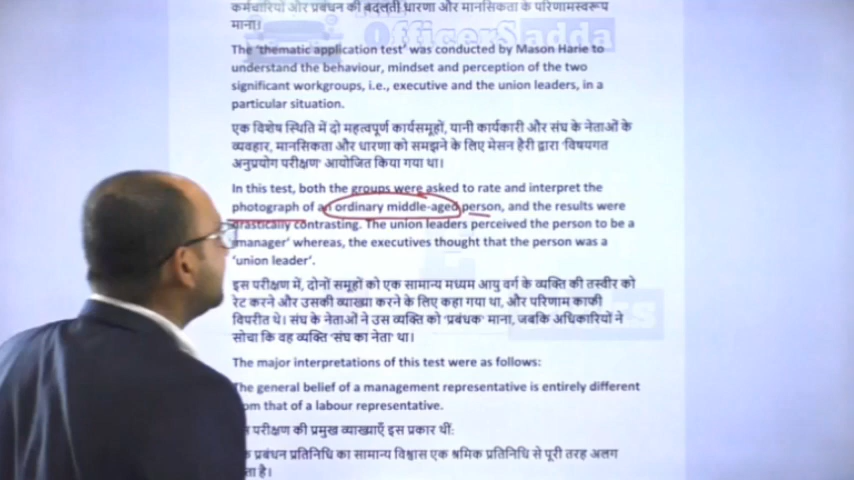 कर्मचारियों और प्रबंधन की बदलती धारणा और मानसिकता के परिणामस्वरूप
माना।
OfficersAdda
The 'thematic application test' was conducted by Mason Harie to
understand the behaviour, mindset and perception of the two
significant workgroups, i.e., executive and the union leaders, in a
particular situation.
एक विशेष स्थिति में दो महत्वपूर्ण कार्यसमूहों, यानी कार्यकारी और संघ के नेताओं के
व्यवहार, मानसिकता और धारणा को समझने के लिए मेसन हैरी द्वारा 'विषयगत
अनुप्रयोग परीक्षण' आयोजित किया गया था।
In this test, both the groups were asked to rate and interpret the
photograph of an ordinary middle-aged person, and the results were
drastically contrasting. The union leaders perceived the person to be a
manager' whereas, the executives thought that the person was a
'union leader'.
इस परीक्षण में, दोनों समूहों को एक सामान्य मध्यम आयु वर्ग के व्यक्ति की तस्वीर को
रेट करने और उसकी व्याख्या करने के लिए कहा गया था, और परिणाम काफी
विपरीत थे। संघ के नेताओं ने उस व्यक्ति को 'प्रबंधक' माना, जबकि अधिकारियों ने
सोचा कि वह व्यक्ति 'संघ का नेता' था।
The major interpretations of this test were as follows:
The general belief of a management representative is entirely different
from that of a labour representative.
परीक्षण की प्रमुख व्याख्याएँ इस प्रकार थीं:
प्रबंधन प्रतिनिधि का सामान्य विश्वास एक श्रमिक प्रतिनिधि से पूरी तरह अलग
है।